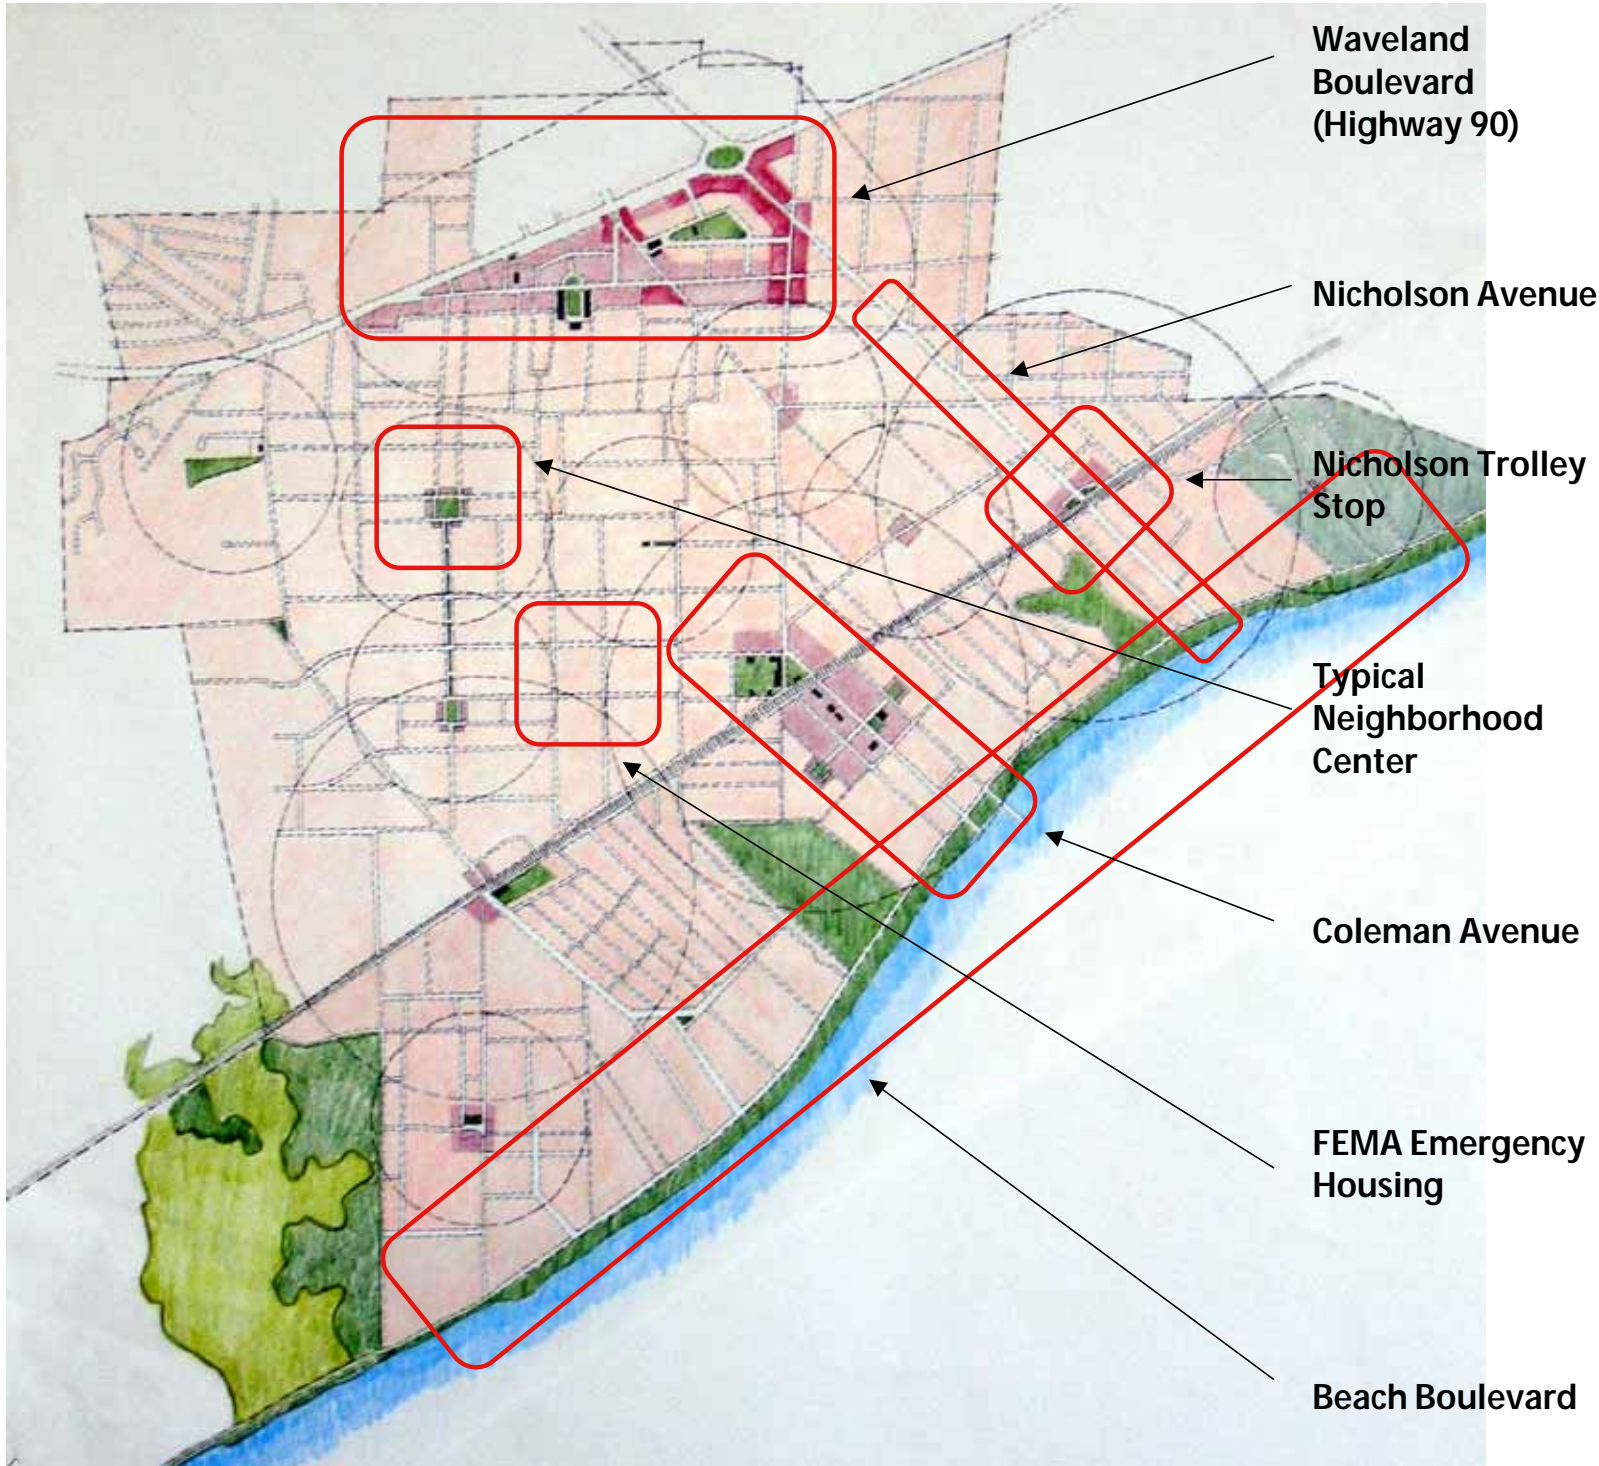 Waveland
Boulevard
(Highway 90)
Nicholson Avenue
Nicholson Trolley
Stop
Typical
Neighborhood
Center
Coleman Avenue
FEMA Emergency
Housing
Beach Boulevard